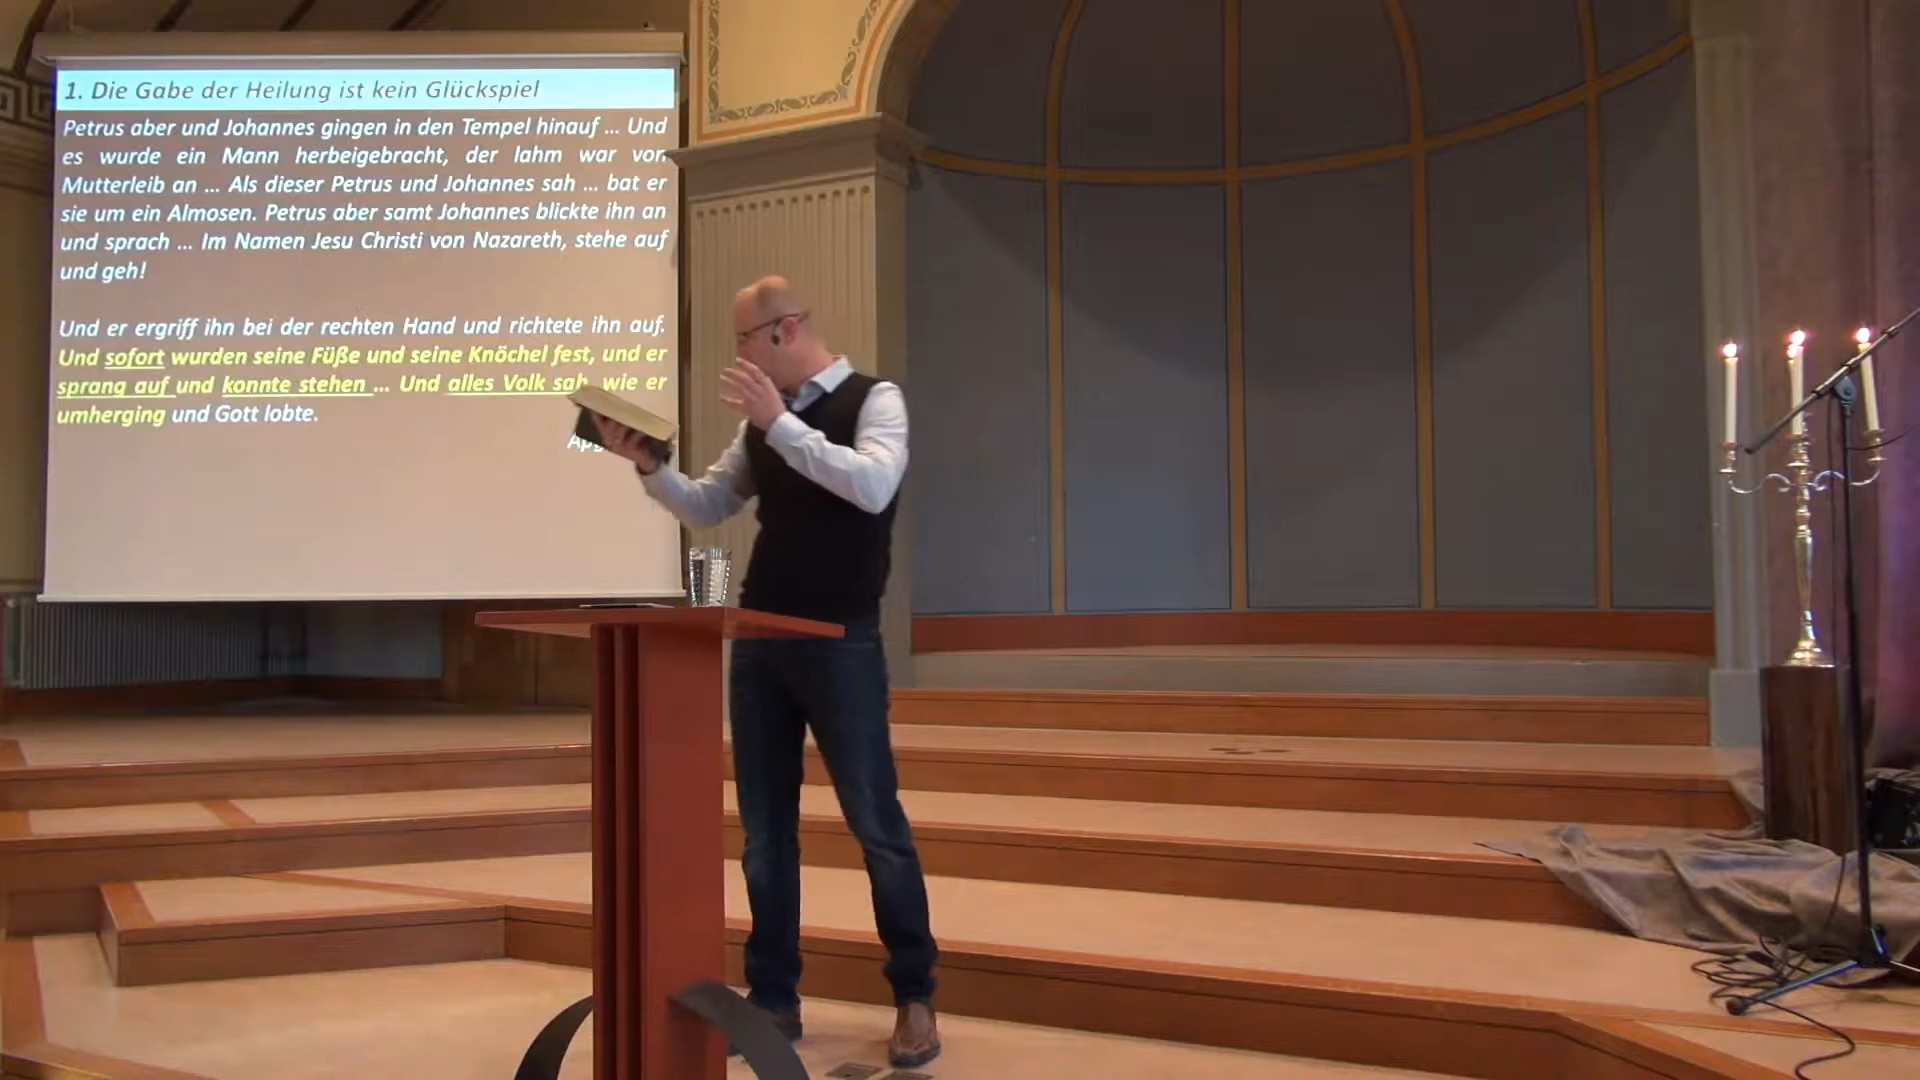 1. Die Gabe der Heilung ist kein Glückspiel
Petrus aber und Johannes gingen in den Tempel hinauf ... Und
es wurde ein Mann herbeigebracht, der lahm war von
Mutterleib an ... Als dieser Petrus und Johannes sah ... bat er
sie um ein Almosen. Petrus aber samt Johannes blickte ihn an
und sprach ... Im Namen Jesu Christi von Nazareth, stehe auf
und geh!
Und er ergriff ihn bei der rechten Hand und richtete ihn auf.
Und sofort wurden seine Füße und seine Knöchel fest, und er
sprang auf und konnte stehen ... Und alles Volk sah, wie er
umherging und Gott lobte.